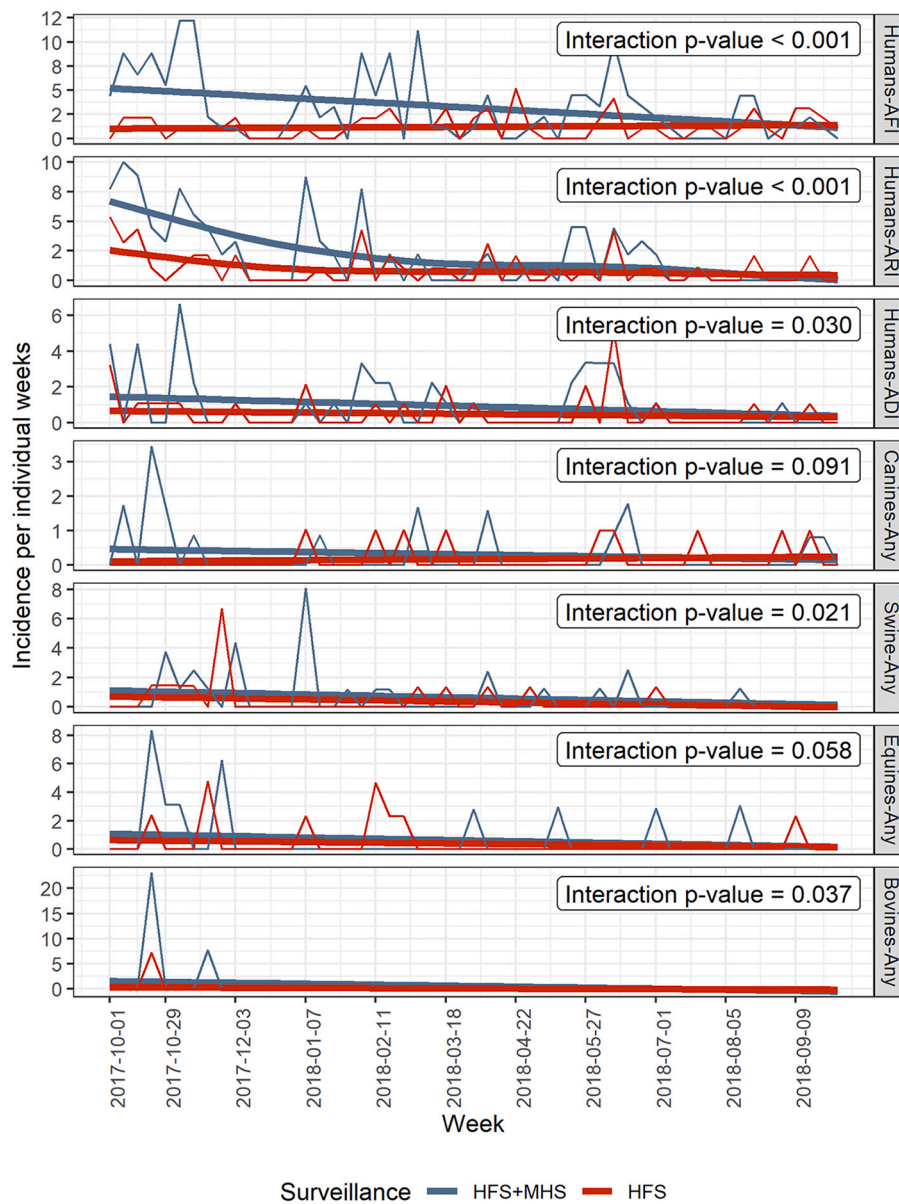 Incidence per individual weeks
12
10
5
2
0
Interaction p-value < 0.001
Humans-AFI
10
8
5
2
0
Interaction p-value < 0.001
Humans-ARI
6
4
2
0
Interaction p-value = 0.030
Humans-ADI
3
2
1
0
Interaction p-value = 0.091
Canines-Any
8
6
4
2
0
Interaction p-value = 0.021
Swine-Any
8
6
4
2
0
Interaction p-value = 0.058
Equines-Any
20
15
10
5
0
Interaction p-value = 0.037
Bovines-Any
2017-10-01
2017-10-29
2017-12-03
2018-01-07
2018-02-11
2018-03-18
2018-04-22
2018-05-27
2018-07-01
2018-08-05
2018-09-09
Week
Surveillance HFS+MHS HFS